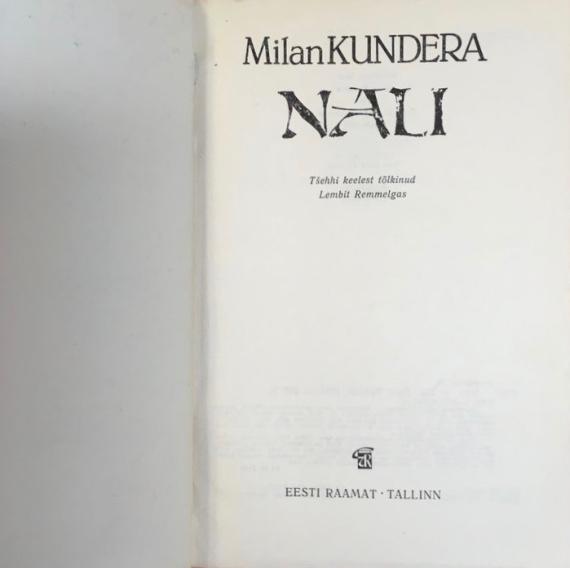 Milan KUNDERA
NALI
Tšehhi keelest tõlkinud
Lembit Remmelgas
EESTI RAAMAT · TALLINN